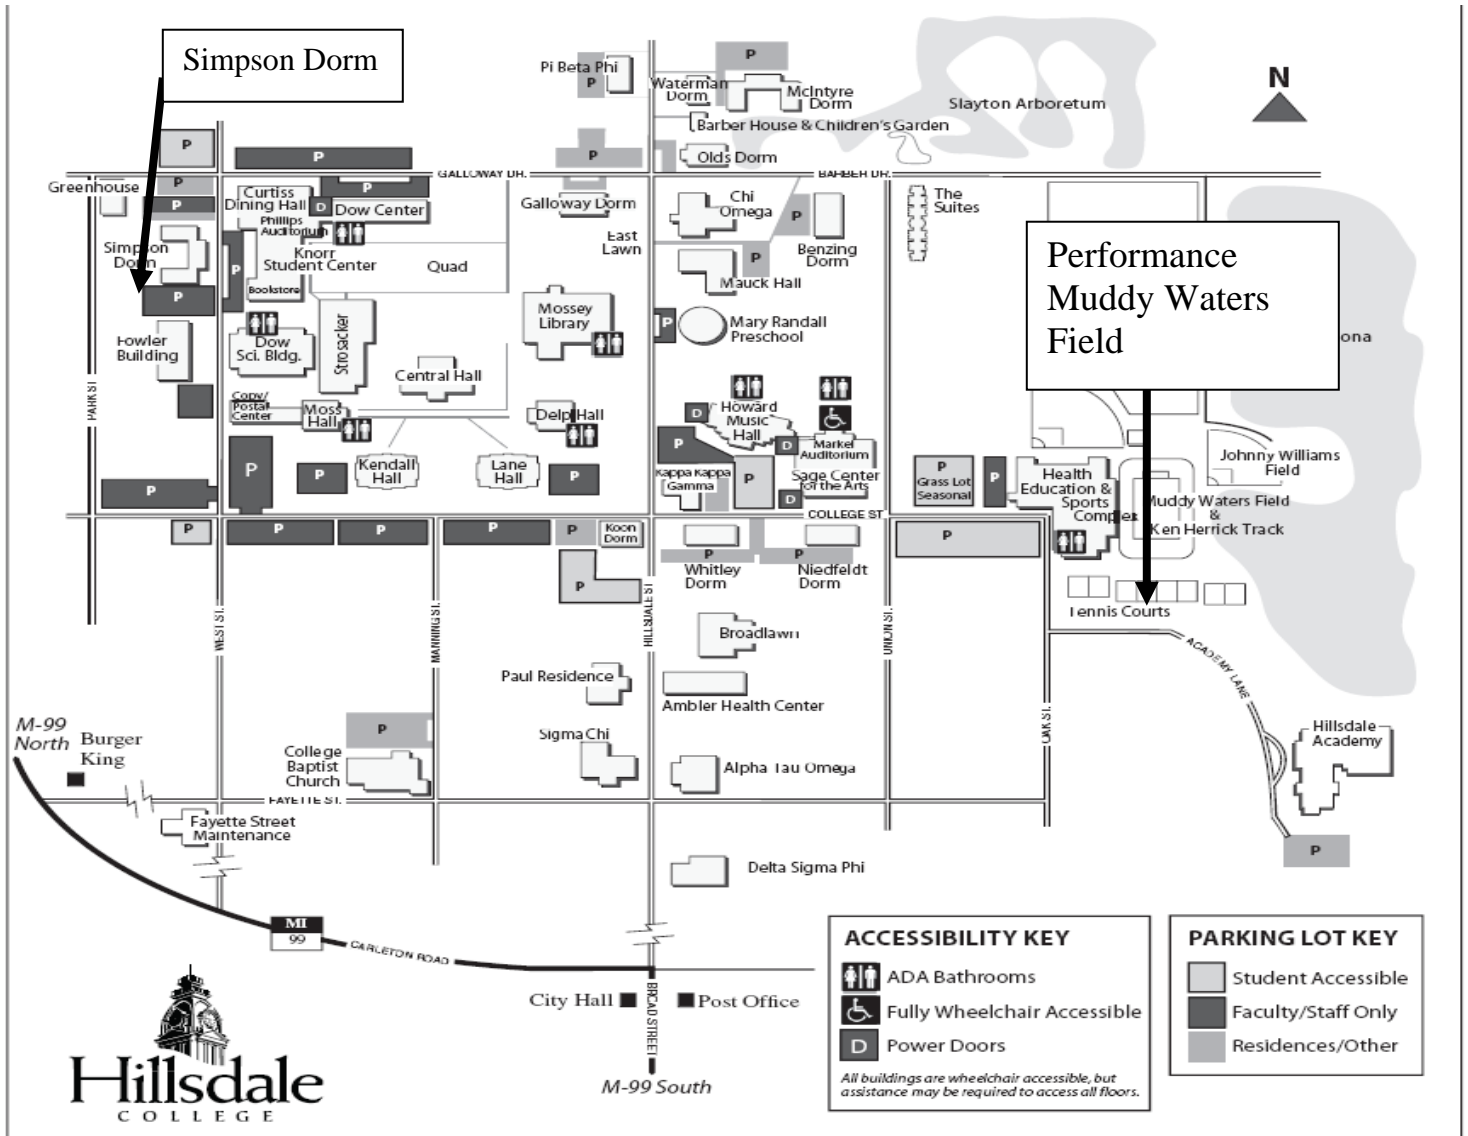 Simpson Dorm
Pi Beta Phi
P
P
Waterman
Dorm
McIntyre
Dorm
Slayton Arboretum
N
Barber House & Children's Garden
P
P
P
Olds Dorm
GALLOWAY DR.
BARBER DR.
Greenhouse
P
P
P
Curtiss
Dining Hall
D
Dow Center
Phillips
Auditorium
Galloway Dorm
Chi
Omega
P
The
Suites
Simpson
Dorm
P
Knorr
Student Center
Quad
East
Lawn
Benzing
Dorm
P
Mauck Hall
Bookstore
P
Performance
Muddy Waters
Field
ona
Fowler
Building
Dow
Sci. Bldg.
Strosacker
Mossey
Library
P
Mary Randall
Preschool
Central Hall
PARK ST
Copy/
Postal
Center
Moss
Hall
Delp Hall
D
Howard
Music
Hall
P
D
Markel
Auditorium
Johnny Williams
Field
P
P
Kendall
Hall
Lane
Hall
P
Kappa Kappa
Gamma
P
Sage Center
for the Arts
D
P
Grass Lot
Seasonal
P
Health
Education &
Sports
Complex
Muddy Waters Field
&
Ken Herrick Track
P
COLLEGE ST
P
P
P
P
P
Koon
Dorm
P
P
P
Whitley
Dorm
Niedfeldt
Dorm
P
Tennis Courts
WEST ST.
MANNING ST.
HILLSDALE ST
UNION ST.
Broadlawn
ACADEMY LANE
Paul Residence
Ambler Health Center
OAK ST.
M-99
North
Burger
King
P
College
Baptist
Church
Sigma Chi
Alpha Tau Omega
Hillsdale
Academy
FAYETTE ST.
Fayette Street
Maintenance
P
Delta Sigma Phi
MI
99
CARLETON ROAD
City Hall
BROAD STREET
Post Office
M-99 South
Hillsdale
COLLEGE
ACCESSIBILITY KEY
ADA Bathrooms
Fully Wheelchair Accessible
D
Power Doors
All buildings are wheelchair accessible, but
assistance may be required to access all floors.
PARKING LOT KEY
Student Accessible
Faculty/Staff Only
Residences/Other